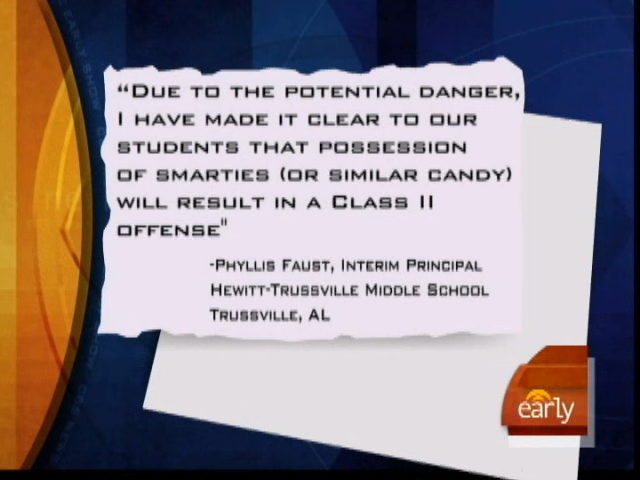 “Due to the potential danger,
I have made it clear to our
students that possession
of smarties (or similar candy)
will result in a Class II
offense"
-Phyllis Faust, Interim Principal
Hewitt-Trussville Middle School
Trussville, AL
early